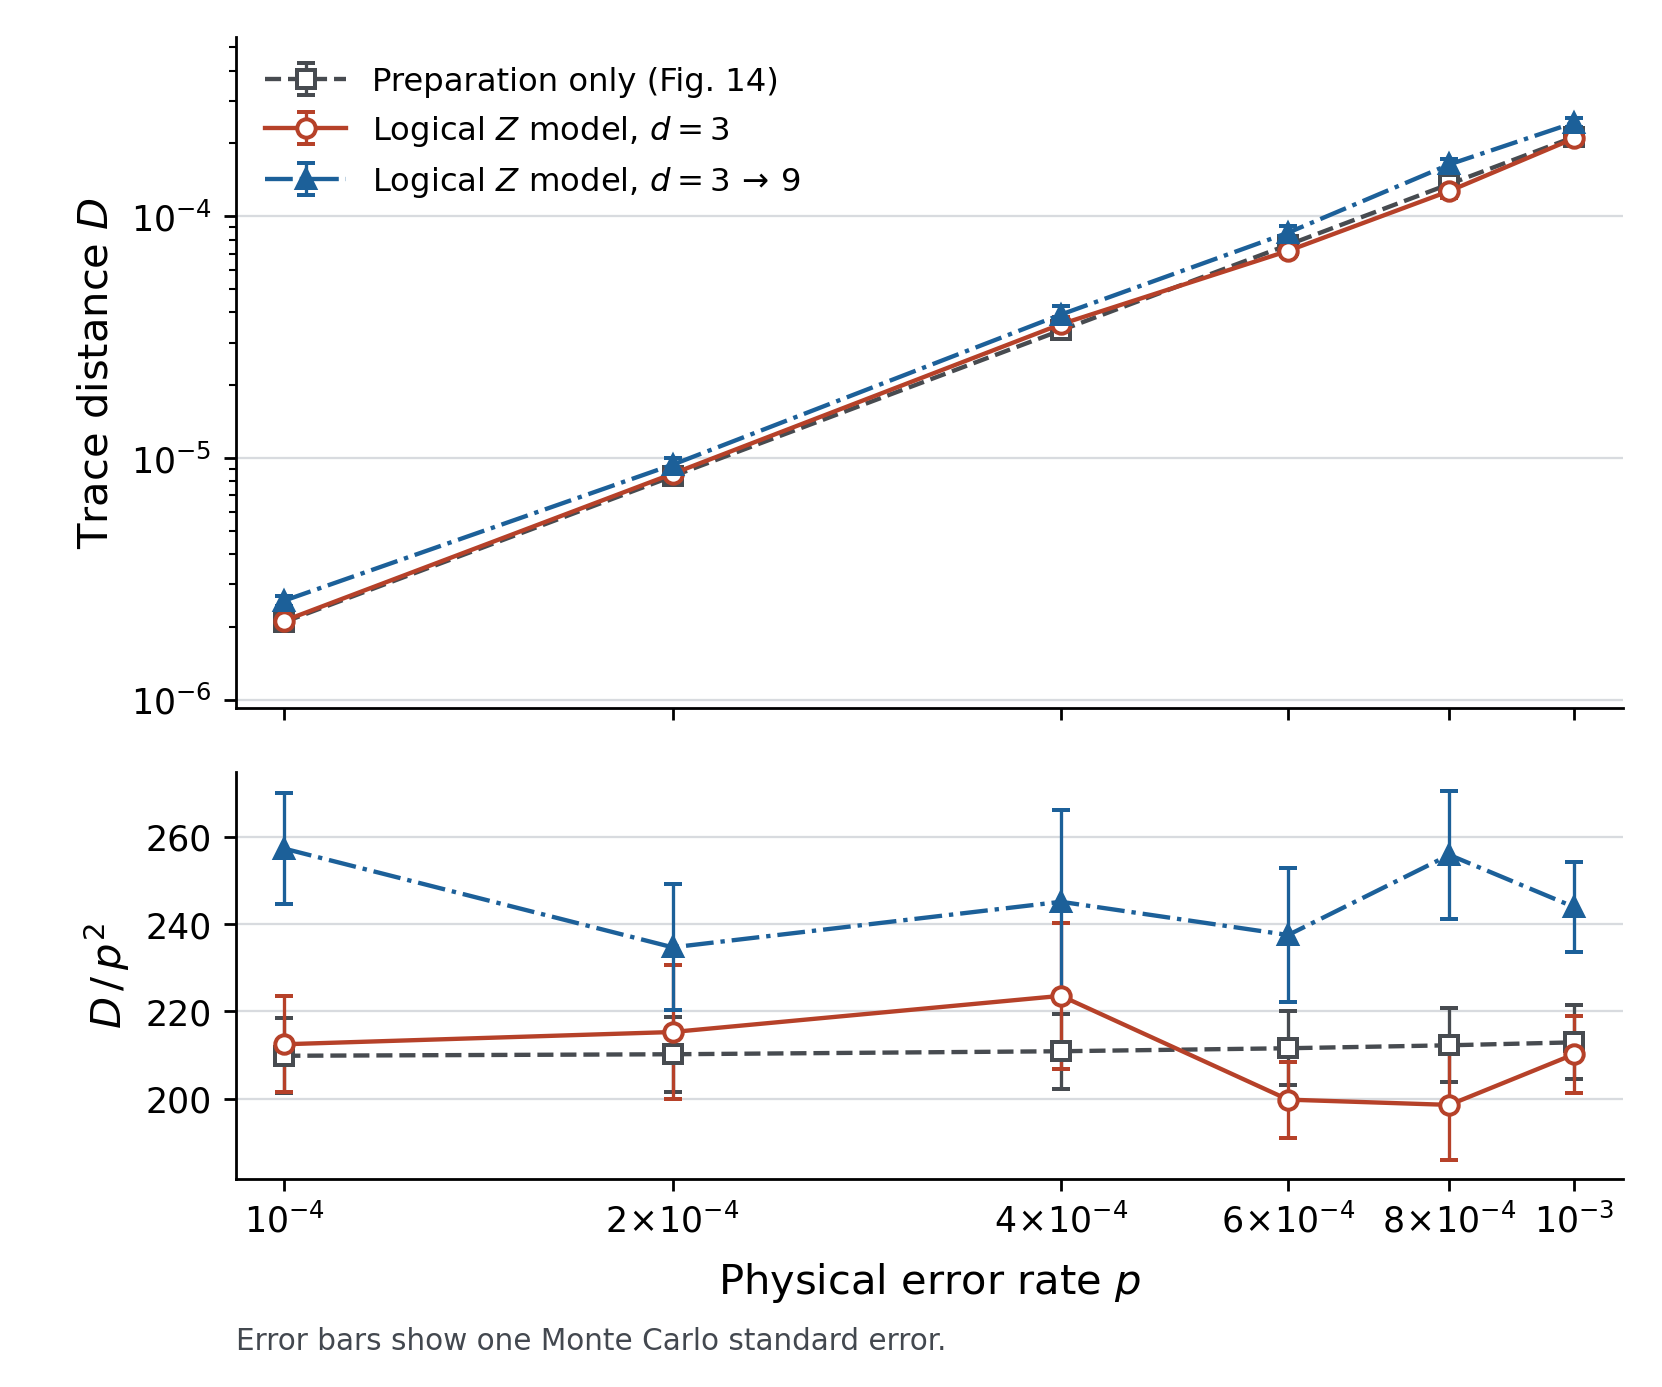 Preparation only (Fig. 14)
Logical Z model, d = 3
Logical Z model, d = 3 → 9
Trace distance D
10⁻⁴
10⁻⁵
10⁻⁶
D / p²
260
240
220
200
10⁻⁴ 2×10⁻⁴ 4×10⁻⁴ 6×10⁻⁴ 8×10⁻⁴ 10⁻³
Physical error rate p
Error bars show one Monte Carlo standard error.